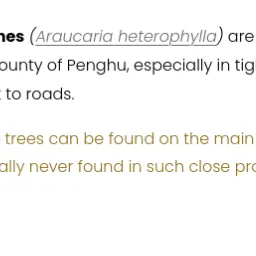 nes (Araucaria heterophylla) are
ounty of Penghu, especially in tig
to roads.
trees can be found on the main
ally never found in such close pro